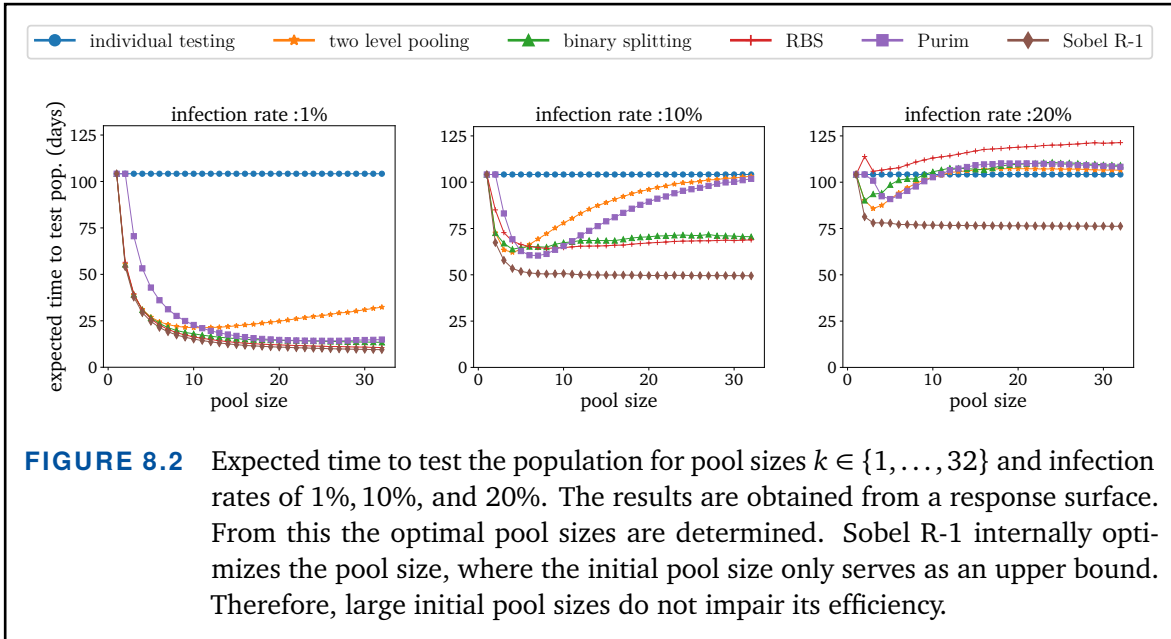 individual testing two level pooling binary splitting RBS Purim Sobel R-1
expected time to test pop. (days)
infection rate :1%
125
100
75
50
25
0
0 10 20 30
pool size
infection rate :10%
125
100
75
50
25
0
0 10 20 30
pool size
infection rate :20%
125
100
75
50
25
0
0 10 20 30
pool size
FIGURE 8.2 Expected time to test the population for pool sizes k ∈ {1, . . . , 32} and infection
rates of 1%, 10%, and 20%. The results are obtained from a response surface.
From this the optimal pool sizes are determined. Sobel R-1 internally opti-
mizes the pool size, where the initial pool size only serves as an upper bound.
Therefore, large initial pool sizes do not impair its efficiency.